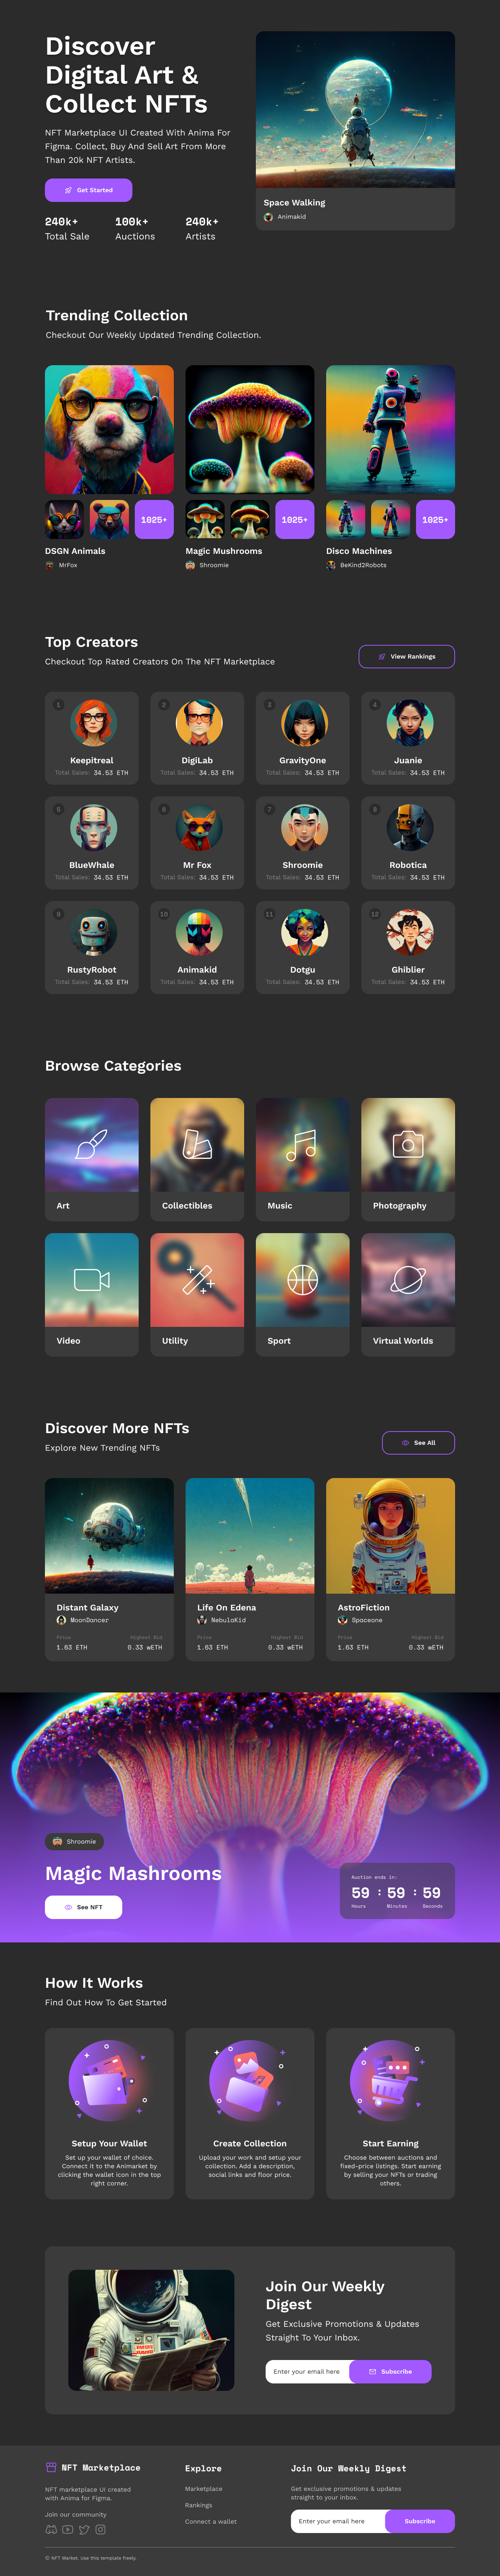 Discover
Digital Art &
Collect NFTs
NFT Marketplace UI Created With Anima For
Figma. Collect, Buy And Sell Art From More
Than 20k NFT Artists.
Get Started
240k+ 100k+ 240k+
Total Sale Auctions Artists
Space Walking
Animakid
Trending Collection
Checkout Our Weekly Updated Trending Collection.
1025+ 1025+ 1025+
DSGN Animals Magic Mushrooms Disco Machines
MrFox Shroomie BeKind2Robots
Top Creators
Checkout Top Rated Creators On The NFT Marketplace
View Rankings
1 2 3 4
Keepitreal DigiLab GravityOne Juanie
Total Sales: 34.53 ETH Total Sales: 34.53 ETH Total Sales: 34.53 ETH Total Sales: 34.53 ETH
5 6 7 8
BlueWhale Mr Fox Shroomie Robotica
Total Sales: 34.53 ETH Total Sales: 34.53 ETH Total Sales: 34.53 ETH Total Sales: 34.53 ETH
9 10 11 12
RustyRobot Animakid Dotgu Ghiblier
Total Sales: 34.53 ETH Total Sales: 34.53 ETH Total Sales: 34.53 ETH Total Sales: 34.53 ETH
Browse Categories
Art Collectibles Music Photography
Video Utility Sport Virtual Worlds
Discover More NFTs
Explore New Trending NFTs
See All
Distant Galaxy Life On Edena AstroFiction
MoonDancer NebulaKid Spaceone
Price Highest Bid Price Highest Bid Price Highest Bid
1.63 ETH 0.33 wETH 1.63 ETH 0.33 wETH 1.63 ETH 0.33 wETH
Shroomie
Magic Mashrooms
See NFT
Auction ends in:
59 : 59 : 59
Hours Minutes Seconds
How It Works
Find Out How To Get Started
Setup Your Wallet
Set up your wallet of choice.
Connect it to the Animarket by
clicking the wallet icon in the top
right corner.
Create Collection
Upload your work and setup your
collection. Add a description,
social links and floor price.
Start Earning
Choose between auctions and
fixed-price listings. Start earning
by selling your NFTs or trading
others.
Join Our Weekly
Digest
Get Exclusive Promotions & Updates
Straight To Your Inbox.
Enter your email here Subscribe
NFT Marketplace
NFT marketplace UI created
with Anima for Figma.
Join our community
Explore
Marketplace
Rankings
Connect a wallet
Join Our Weekly Digest
Get exclusive promotions & updates
straight to your inbox.
Enter your email here Subscribe
© NFT Market. Use this template freely.